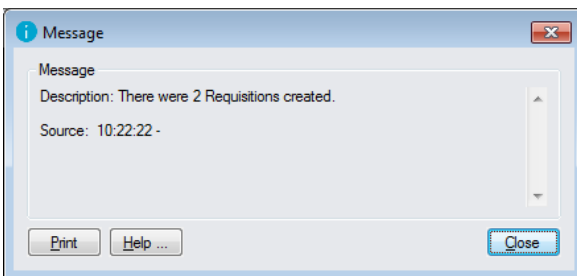 Message
Message
Description: There were 2 Requisitions created.
Source: 10:22:22 -
Print
Help ...
Close